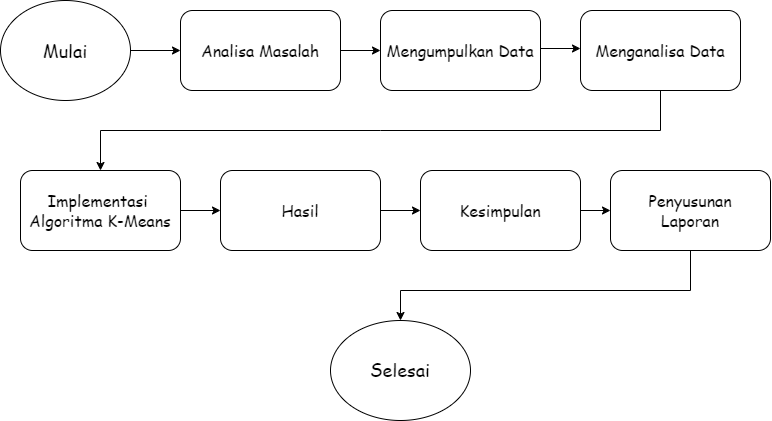 Mulai
Analisa Masalah
Mengumpulkan Data
Menganalisa Data
Implementasi
Algoritma K-Means
Hasil
Kesimpulan
Penyusunan
Laporan
Selesai